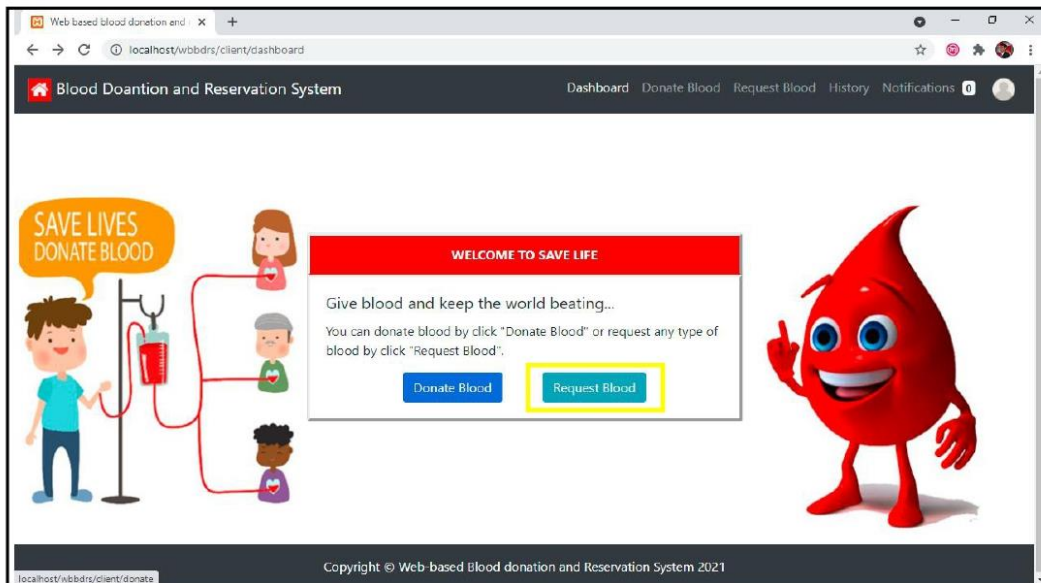 Web based blood donation and
localhost/wbbdrs/client/dashboard
Blood Doantion and Reservation System
Dashboard Donate Blood Request Blood History Notifications 0
SAVE LIVES
DONATE BLOOD
WELCOME TO SAVE LIFE
Give blood and keep the world beating...
You can donate blood by click "Donate Blood" or request any type of
blood by click "Request Blood".
Donate Blood Request Blood
Copyright © Web-based Blood donation and Reservation System 2021
localhost/wbbdrs/client/donate